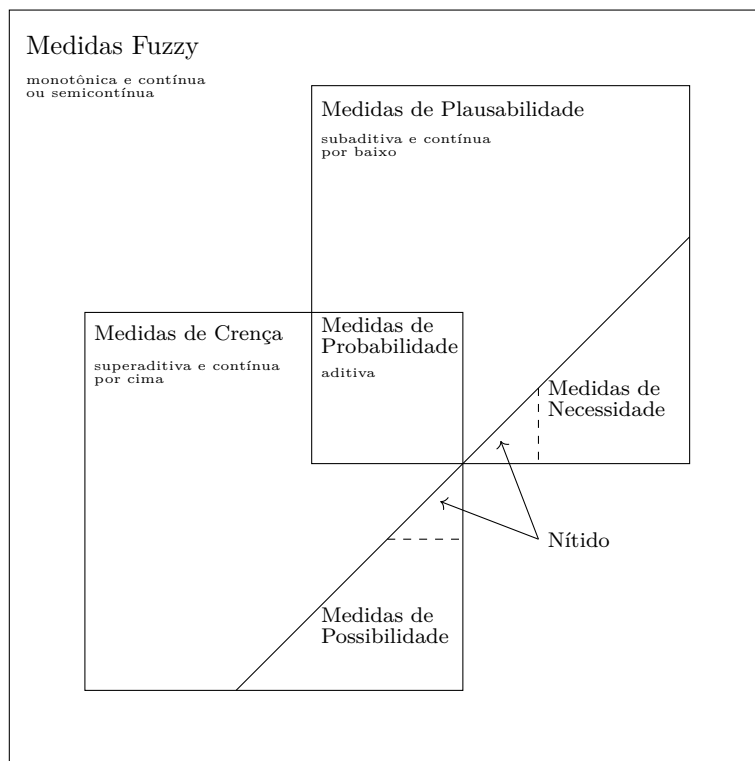 Medidas Fuzzy
monotônica e contínua
ou semicontínua
Medidas de Plausabilidade
subaditiva e contínua
por baixo
Medidas de Crença
superaditiva e contínua
por cima
Medidas de
Probabilidade
aditiva
Medidas de
Necessidade
Nítido
Medidas de
Possibilidade